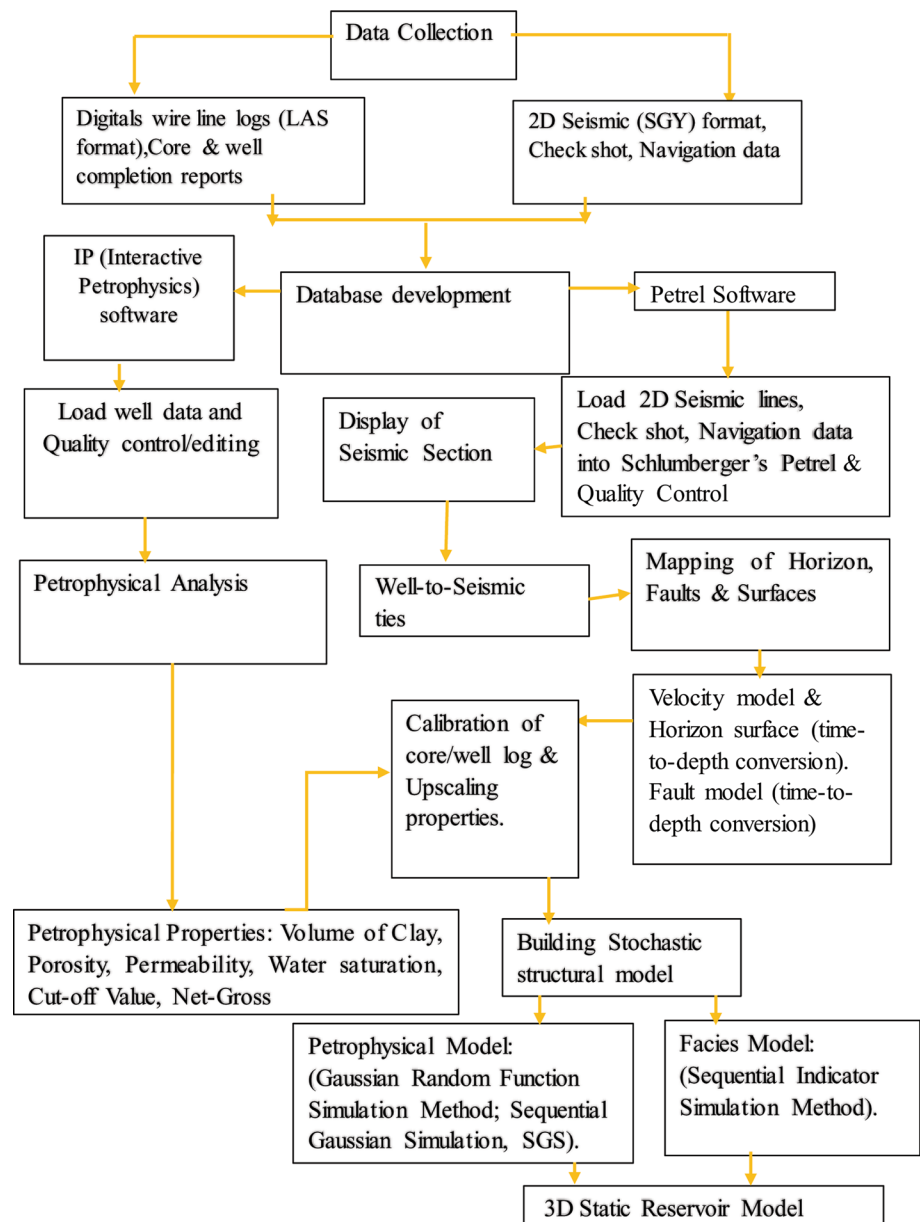 Data Collection
Digitals wire line logs (LAS
format),Core & well
completion reports
2D Seismic (SGY) format,
Check shot, Navigation data
IP (Interactive
Petrophysics)
software
Database development
Petrel Software
Load well data and
Quality control/editing
Display of
Seismic Section
Load 2D Seismic lines,
Check shot, Navigation data
into Schlumberger’s Petrel &
Quality Control
Petrophysical Analysis
Well-to-Seismic
ties
Mapping of Horizon,
Faults & Surfaces
Calibration of
core/well log &
Upscaling
properties.
Velocity model &
Horizon surface (time-
to-depth conversion).
Fault model (time-to-
depth conversion)
Petrophysical Properties: Volume of Clay,
Porosity, Permeability, Water saturation,
Cut-off Value, Net-Gross
Building Stochastic
structural model
Petrophysical Model:
(Gaussian Random Function
Simulation Method; Sequential
Gaussian Simulation, SGS).
Facies Model:
(Sequential Indicator
Simulation Method).
3D Static Reservoir Model